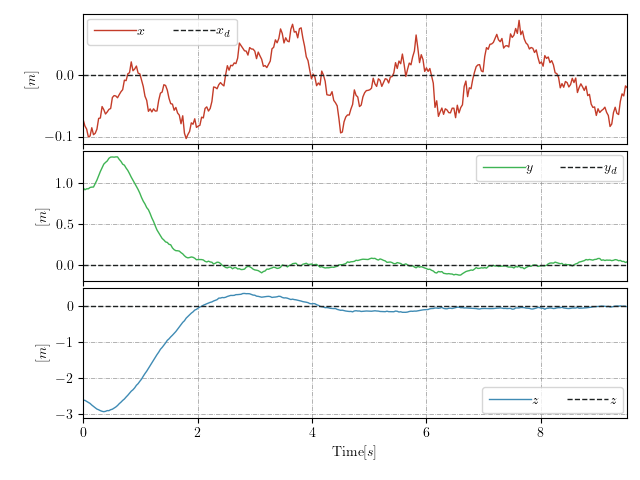 x x_d
0.0
−0.1
[m]
y y_d
1.0
0.5
0.0
[m]
0
−1
−2
−3
[m]
z z
0 2 4 6 8
Time[s]